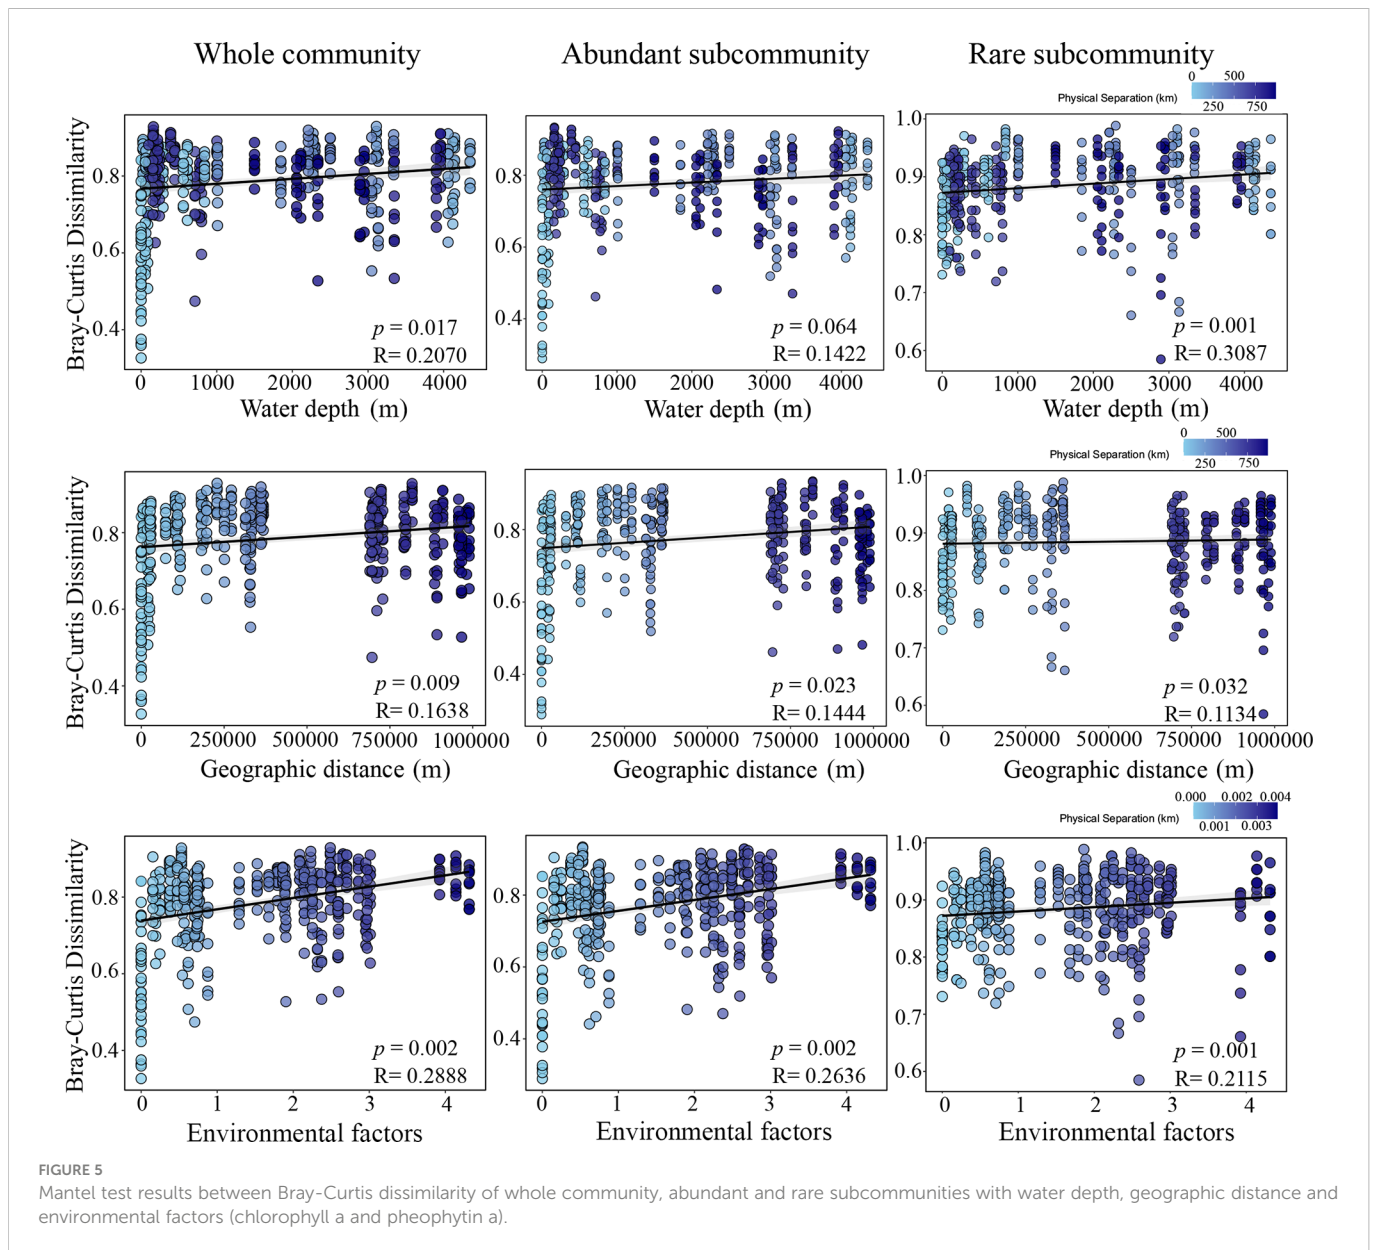 Whole community Abundant subcommunity Rare subcommunity
0 500
Physical Separation (km)
250 750
Bray-Curtis Dissimilarity
0.8
0.6
0.4
p = 0.017
R= 0.2070
0 1000 2000 3000 4000
Water depth (m)
0.8
0.6
0.4
p = 0.064
R= 0.1422
0 1000 2000 3000 4000
Water depth (m)
1.0
0.9
0.8
0.7
0.6
p = 0.001
R= 0.3087
0 1000 2000 3000 4000
Water depth (m)
0 500
Physical Separation (km)
250 750
Bray-Curtis Dissimilarity
0.8
0.6
0.4
p = 0.009
R= 0.1638
0 250000 500000 750000 1000000
Geographic distance (m)
0.8
0.6
0.4
p = 0.023
R= 0.1444
0 250000 500000 750000 1000000
Geographic distance (m)
1.0
0.9
0.8
0.7
0.6
p = 0.032
R= 0.1134
0 250000 500000 750000 1000000
Geographic distance (m)
0.000 0.002 0.004
Physical Separation (km)
0.001 0.003
Bray-Curtis Dissimilarity
0.8
0.6
0.4
p = 0.002
R= 0.2888
0 1 2 3 4
Environmental factors
0.8
0.6
0.4
p = 0.002
R= 0.2636
0 1 2 3 4
Environmental factors
1.0
0.9
0.8
0.7
0.6
p = 0.001
R= 0.2115
0 1 2 3 4
Environmental factors
FIGURE 5
Mantel test results between Bray-Curtis dissimilarity of whole community, abundant and rare subcommunities with water depth, geographic distance and
environmental factors (chlorophyll a and pheophytin a).